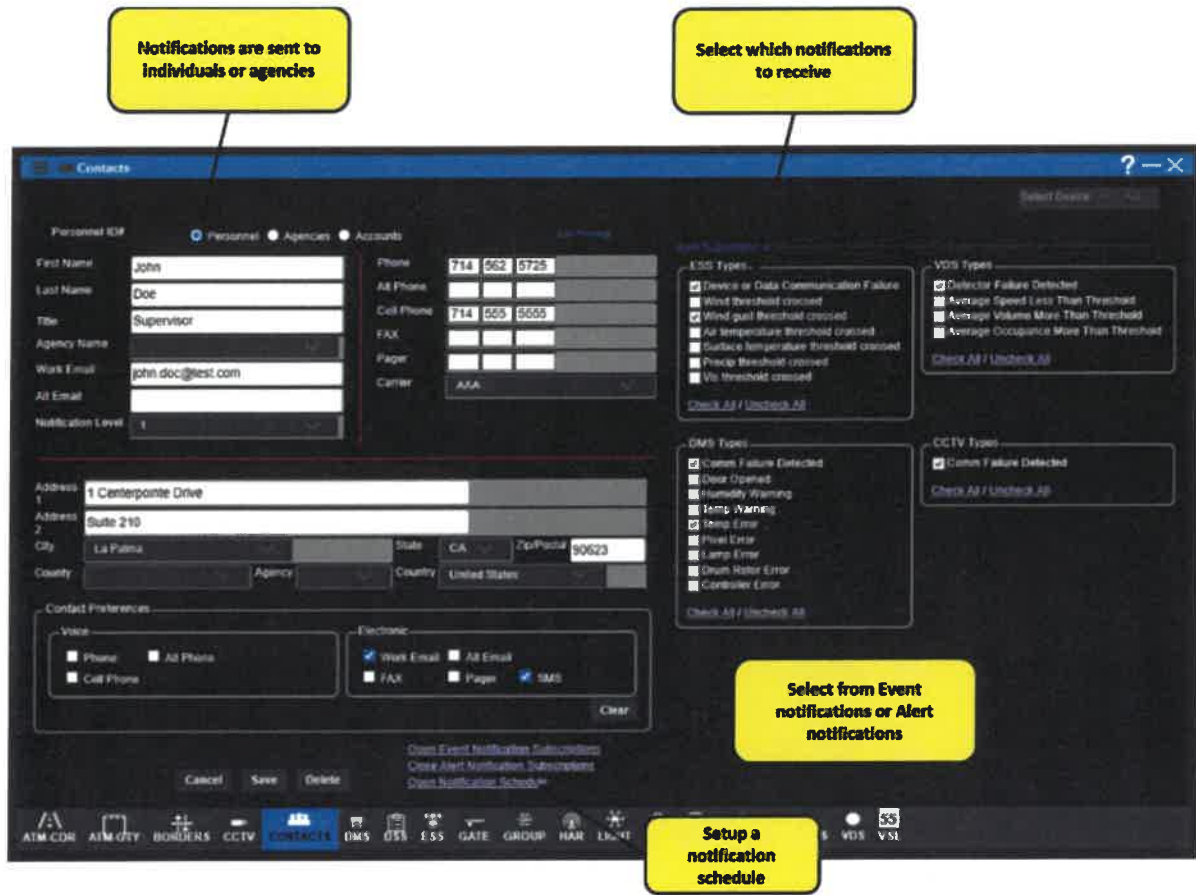 Notifications are sent to
individuals or agencies
Select which notifications
to receive
Contacts
? — ×
Select Device
Personnel ID#
Personnel
Agencies
Accounts
First Name
John
Last Name
Doe
Title
Supervisor
Agency Name
Work Email
john.doc@test.com
Alt Email
Notification Level
1
Phone
714 562 5725
Alt Phone
Cell Phone
714 555 5555
FAX
Pager
Carrier
AAA
ESS Types
Device or Data Communication Failure
Wind threshold crossed
Wind gust threshold crossed
Air temperature threshold crossed
Surface temperature threshold crossed
Precip threshold crossed
Vis threshold crossed
Check All / Uncheck All
VDS Types
Detector Failure Detected
Average Speed Less Than Threshold
Average Volume More Than Threshold
Average Occupance More Than Threshold
Check All / Uncheck All
DMS Types
Comm Failure Detected
Door Opened
Humidity Warning
Temp Warning
Temp Error
Pixel Error
Lamp Error
Drum Rotor Error
Controller Error
Check All / Uncheck All
CCTV Types
Comm Failure Detected
Check All / Uncheck All
Address
1
1 Centerpointe Drive
Address
2
Suite 210
City
La Palma
State
CA
Zip/Postal
90623
County
Agency
Country
United States
Contact Preferences
Voice
Phone
Alt Phone
Cell Phone
Electronic
Work Email
Alt Email
FAX
Pager
SMS
Clear
Select from Event
notifications or Alert
notifications
Open Event Notification Subscriptions
Close Alert Notification Subscriptions
Open Notification Schedule
Cancel
Save
Delete
ATM-COR
ATM-QTY
BORDERS
CCTV
CONTACTS
DMS
DSS
ESS
GATE
GROUP
HAR
LIGHT
VDS
55
VSL
Setup a
notification
schedule